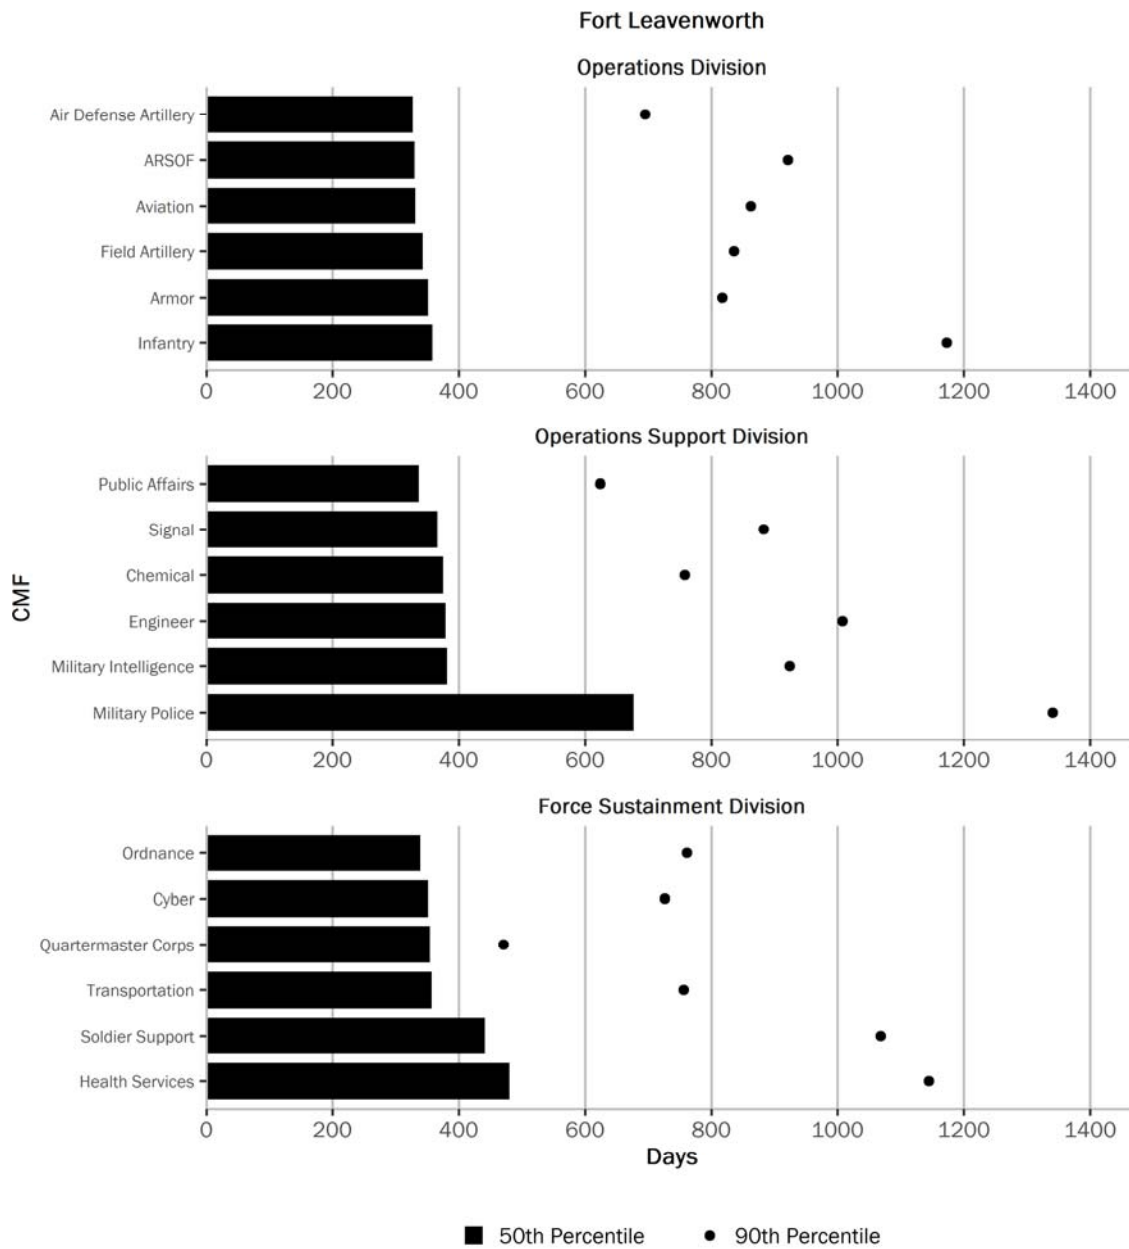 Fort Leavenworth
Operations Division
Air Defense Artillery
ARSOF
Aviation
Field Artillery
Armor
Infantry
0 200 400 600 800 1000 1200 1400
Operations Support Division
Public Affairs
Signal
Chemical
Engineer
Military Intelligence
Military Police
0 200 400 600 800 1000 1200 1400
CMF
Force Sustainment Division
Ordnance
Cyber
Quartermaster Corps
Transportation
Soldier Support
Health Services
0 200 400 600 800 1000 1200 1400
Days
50th Percentile 90th Percentile